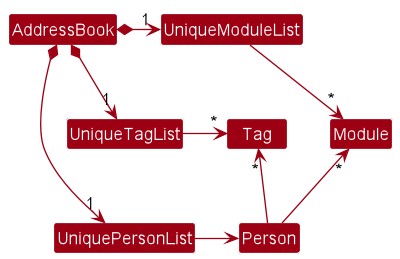 AddressBook
1
UniqueModuleList
1
*
UniqueTagList
*
Tag
Module
*
*
1
UniquePersonList
Person